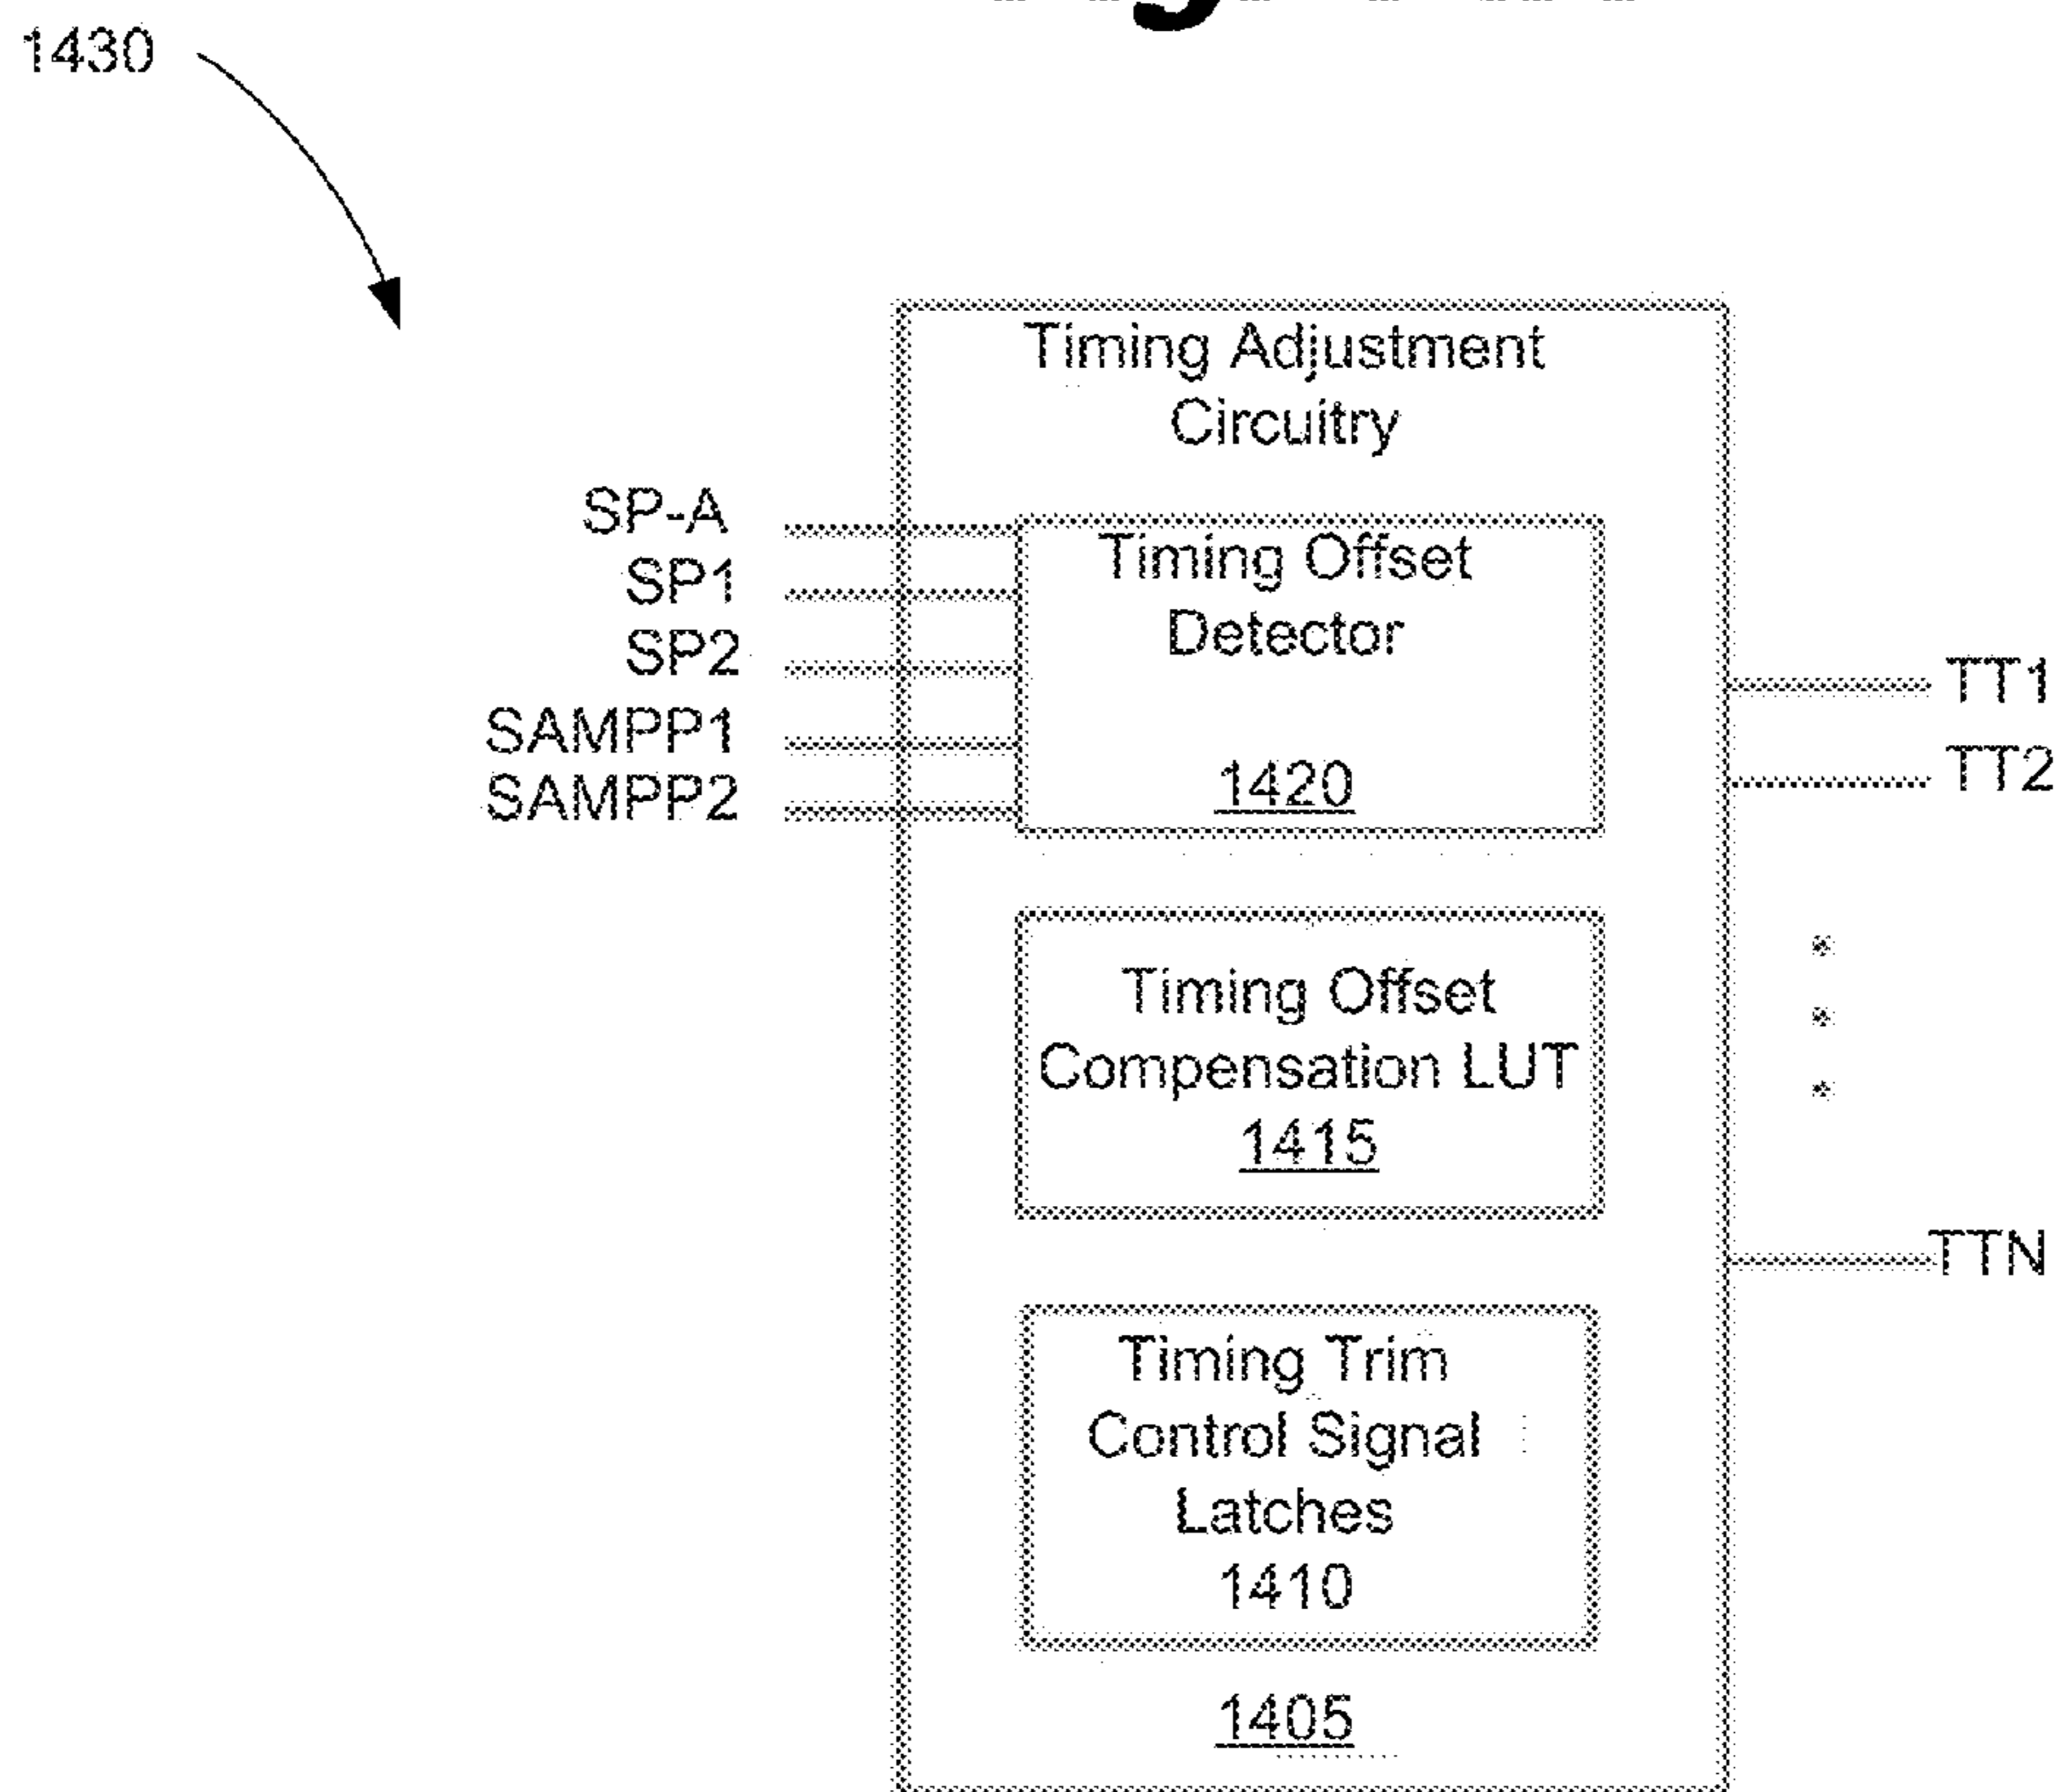 1430
Timing Adjustment
Circuitry
SP-A
SP1
SP2
SAMPP1
SAMPP2
Timing Offset
Detector
1420
TT1
TT2
Timing Offset
Compensation LUT
1415
TTN
Timing Trim
Control Signal
Latches
1410
1405